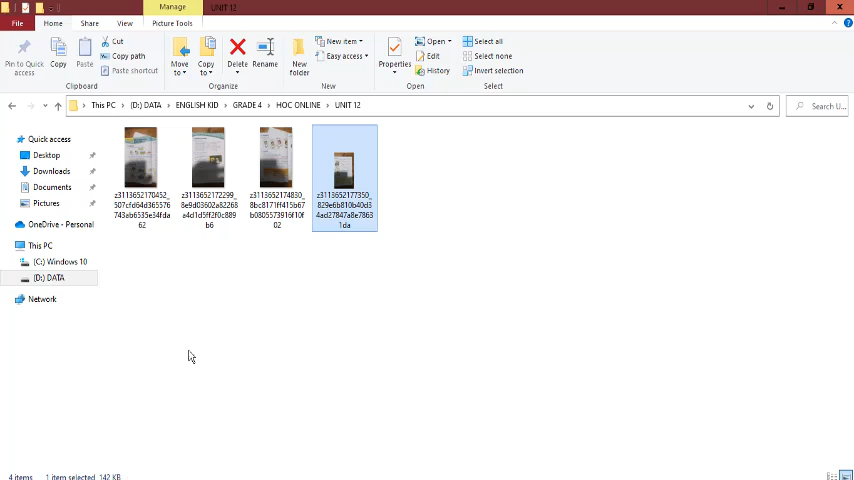 Manage
UNIT 12
File
Home
Share
View
Picture Tools
Pin to Quick access
Copy
Paste
Cut
Copy path
Paste shortcut
Clipboard
Move to
Copy to
Delete
Rename
Organize
New folder
New item
Easy access
New
Properties
Open
Edit
History
Open
Select all
Select none
Invert selection
Select
This PC
(D:) DATA
ENGLISH KID
GRADE 4
HOC ONLINE
UNIT 12
Search U...
Quick access
Desktop
Downloads
Documents
Pictures
OneDrive - Personal
This PC
(C:) Windows 10
(D:) DATA
Network
z3113652170452_
507cfd64d365576
743ab6535e34fda
62
z3113652172299_
8e9d03602a82268
a4d1d5ff2f0c889
b6
z3113652174830_
8bc8171ff415b67
b0805573916f10f
02
z3113652177350_
829e6b810b40d3
4ad27847a8e7863
1da
4 items
1 item selected 142 KB